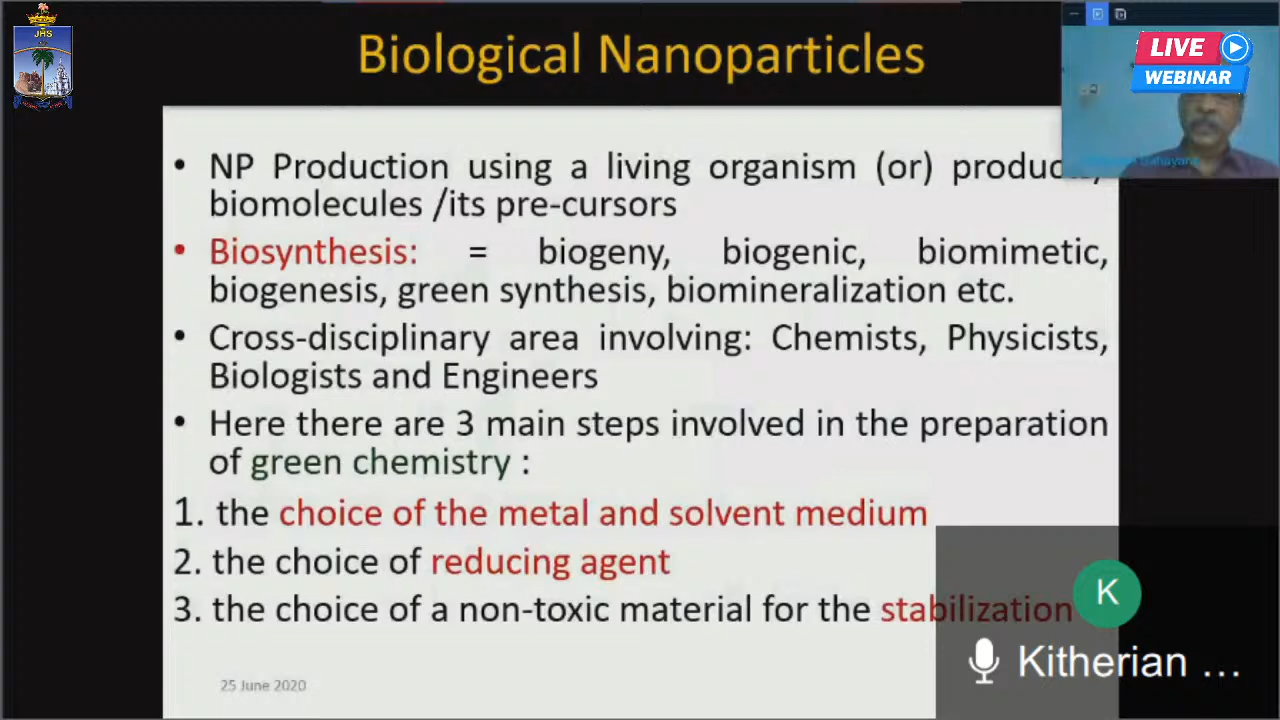 JHS
Biological Nanoparticles
LIVE
WEBINAR
• NP Production using a living organism (or)
biomolecules /its pre-cursors
• Biosynthesis: = biogeny, biogenic, biomimetic,
biogenesis, green synthesis, biomineralization etc.
• Cross-disciplinary area involving: Chemists, Physicists,
Biologists and Engineers
• Here there are 3 main steps involved in the preparation
of green chemistry :
1. the choice of the metal and solvent medium
2. the choice of reducing agent
3. the choice of a non-toxic material for the stabilization
K
Kitherian ...
25 June 2020